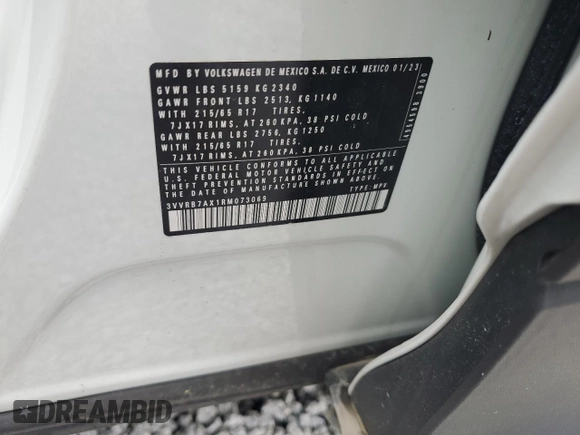 MFD BY VOLKSWAGEN DE MEXICO S.A. DE C.V. MEXICO 01/23
GVWR LBS 5159 KG 2340
GAWR FRONT LBS 2513, KG 1140
WITH 215/65 R17 TIRES.
7JX17 RIMS, AT 260 KPA, 38 PSI COLD
GAWR REAR LBS 2756, KG 1250
WITH 215/65 R17 TIRES.
7JX17 RIMS, AT 260 KPA, 38 PSI COLD
THIS VEHICLE CONFORMS TO ALL APPLICABLE
U.S. FEDERAL MOTOR VEHICLE SAFETY AND
THEFT PREVENTION STANDARDS IN EFFECT ON
THE DATE OF MANUFACTURE SHOWN ABOVE.
3VVRB7AX1RM073065 TYPE: MPV
DREAMBID